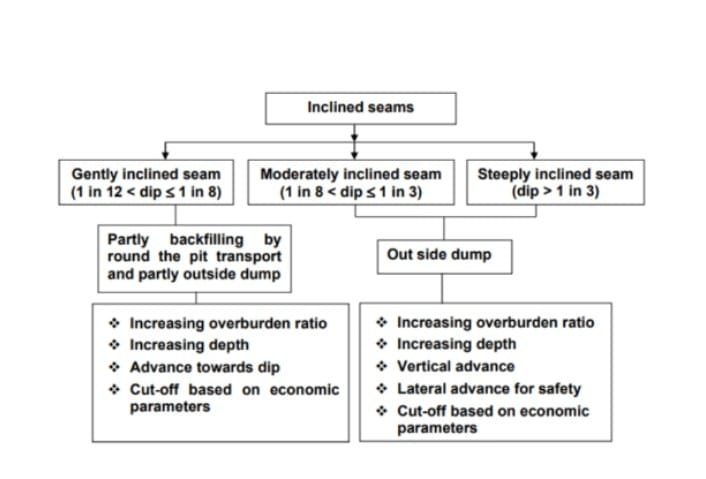 Inclined seams
Gently inclined seam
(1 in 12 < dip ≤ 1 in 8)
Moderately inclined seam
(1 in 8 < dip ≤ 1 in 3)
Steeply inclined seam
(dip > 1 in 3)
Partly backfilling by
round the pit transport
and partly outside dump
Out side dump
❖ Increasing overburden ratio
❖ Increasing depth
❖ Advance towards dip
❖ Cut-off based on economic
parameters
❖ Increasing overburden ratio
❖ Increasing depth
❖ Vertical advance
❖ Lateral advance for safety
❖ Cut-off based on economic
parameters